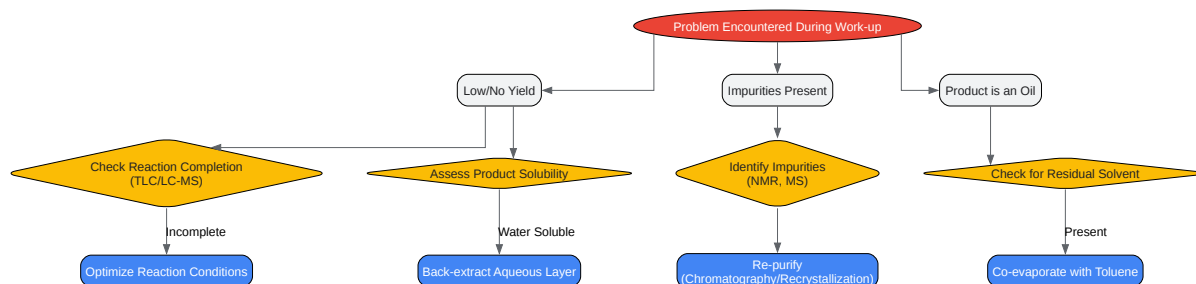 Problem Encountered During Work-up
Low/No Yield
Impurities Present
Product is an Oil
Check Reaction Completion
(TLC/LC-MS)
Assess Product Solubility
Identify Impurities
(NMR, MS)
Check for Residual Solvent
Incomplete
Water Soluble
Present
Optimize Reaction Conditions
Back-extract Aqueous Layer
Re-purify
(Chromatography/Recrystallization)
Co-evaporate with Toluene